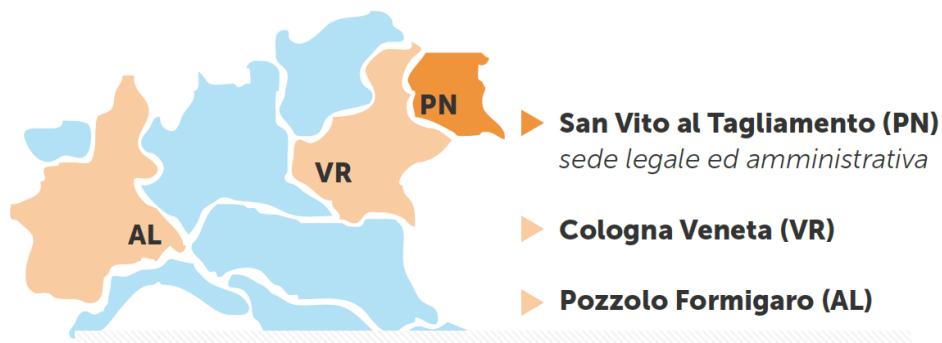 PN
VR
AL
San Vito al Tagliamento (PN)
sede legale ed amministrativa
Cologna Veneta (VR)
Pozzolo Formigaro (AL)